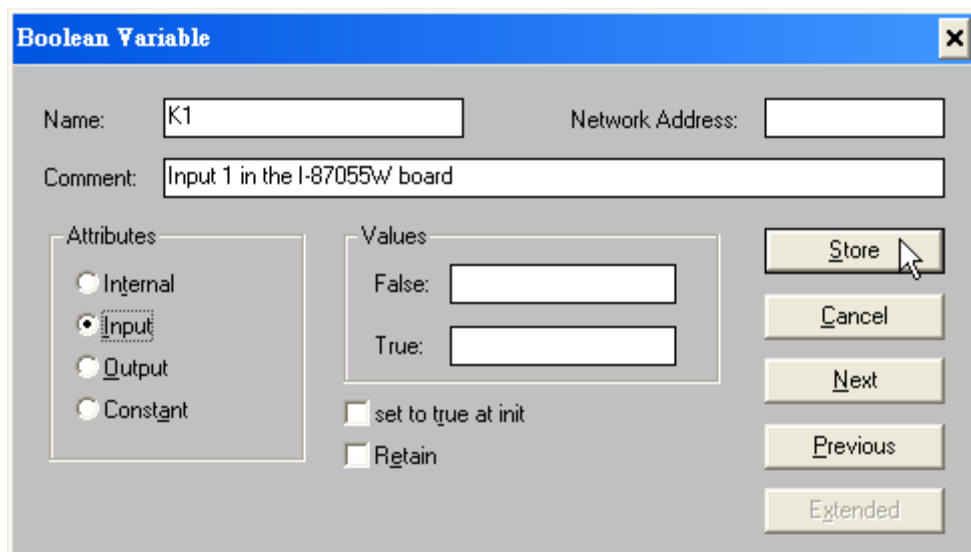 Boolean Variable
Name: K1 Network Address:
Comment: Input 1 in the I-87055W board
Attributes
Internal
Input
Output
Constant
Values
False:
True:
set to true at init
Retain
Store
Cancel
Next
Previous
Extended